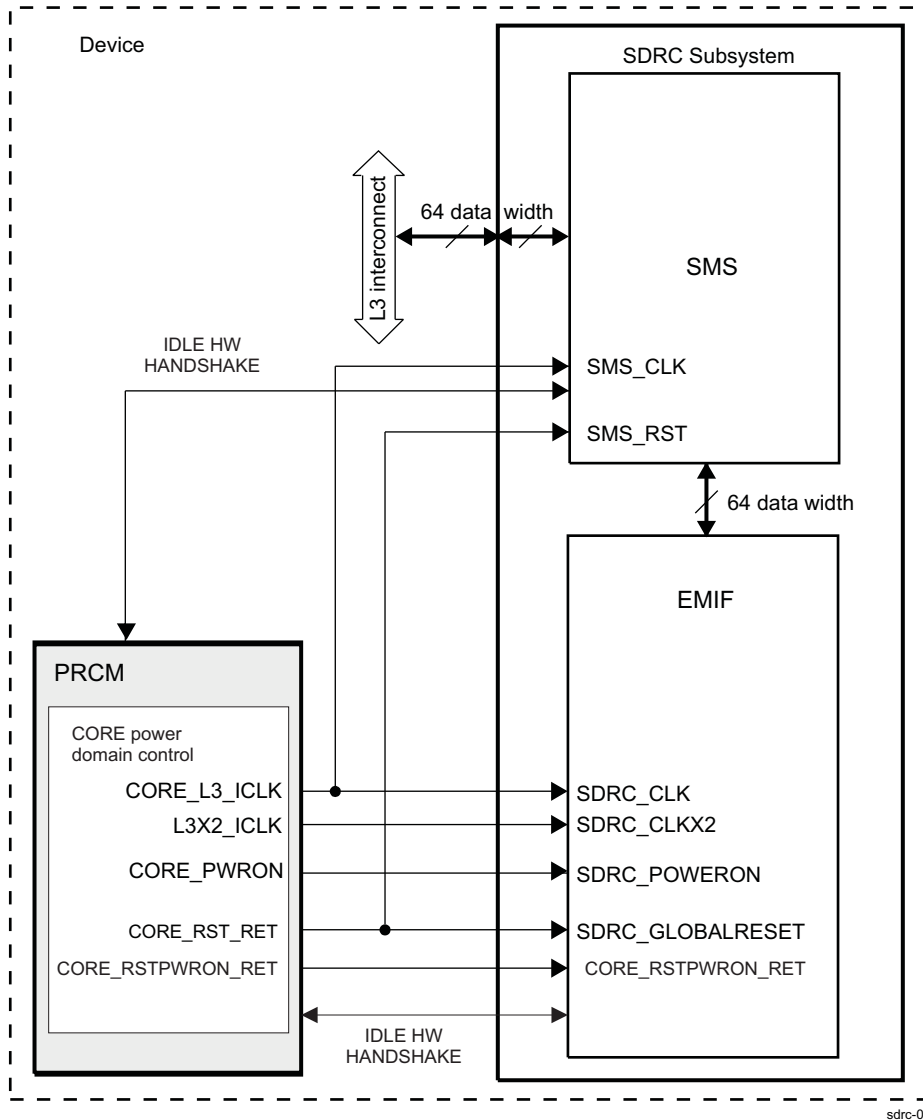 Device
SDRC Subsystem
L3 interconnect
64 data width
SMS
IDLE HW
HANDSHAKE
SMS_CLK
SMS_RST
64 data width
EMIF
PRCM
CORE power
domain control
CORE_L3_ICLK
SDRC_CLK
L3X2_ICLK
SDRC_CLKX2
CORE_PWRON
SDRC_POWERON
CORE_RST_RET
SDRC_GLOBALRESET
CORE_RSTPWRON_RET
CORE_RSTPWRON_RET
IDLE HW
HANDSHAKE